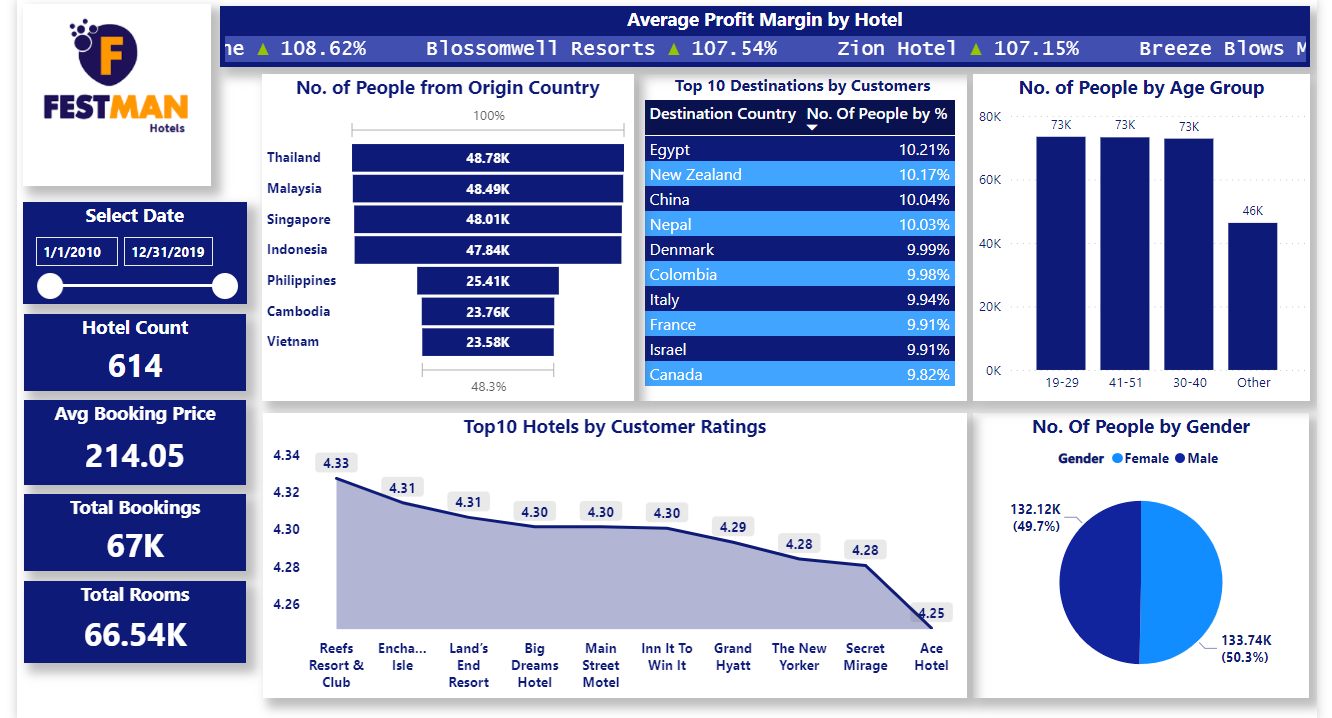 FESTMAN
Hotels
Average Profit Margin by Hotel
ne ▲ 108.62% Blossomwell Resorts ▲ 107.54% Zion Hotel ▲ 107.15% Breeze Blows M
Select Date
1/1/2010 12/31/2019
Hotel Count
614
Avg Booking Price
214.05
Total Bookings
67K
Total Rooms
66.54K
No. of People from Origin Country
100%
Thailand 48.78K
Malaysia 48.49K
Singapore 48.01K
Indonesia 47.84K
Philippines 25.41K
Cambodia 23.76K
Vietnam 23.58K
48.3%
Top 10 Destinations by Customers
Destination Country No. Of People by %
Egypt 10.21%
New Zealand 10.17%
China 10.04%
Nepal 10.03%
Denmark 9.99%
Colombia 9.98%
Italy 9.94%
France 9.91%
Israel 9.91%
Canada 9.82%
No. of People by Age Group
80K
60K
40K
20K
0K
73K 73K 73K 46K
19-29 41-51 30-40 Other
Top10 Hotels by Customer Ratings
4.34
4.32
4.30
4.28
4.26
4.33 4.31 4.31 4.30 4.30 4.30 4.29 4.28 4.28 4.25
Reefs Resort & Club
Encha... Isle
Land's End Resort
Big Dreams Hotel
Main Street Motel
Inn It To Win It
Grand Hyatt
The New Yorker
Secret Mirage
Ace Hotel
No. Of People by Gender
Gender Female Male
132.12K
(49.7%)
133.74K
(50.3%)